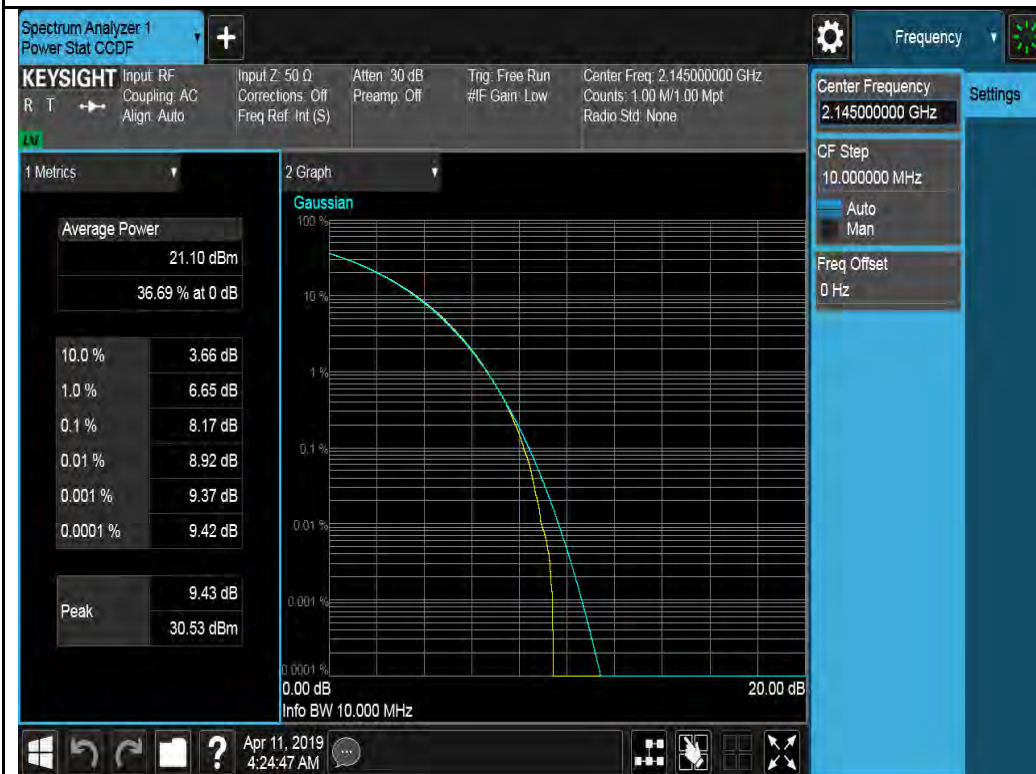 Spectrum Analyzer 1
Power Stat CCDF
Frequency
KEYSIGHT
R T
Input: RF
Coupling: AC
Align: Auto
Input Z: 50 Ω
Corrections: Off
Freq Ref: Int (S)
Atten: 30 dB
Preamp: Off
Trig: Free Run
#IF Gain: Low
Center Freq: 2.145000000 GHz
Counts: 1.00 M/1.00 Mpt
Radio Std: None
Center Frequency
2.145000000 GHz
Settings
CF Step
10.000000 MHz
Auto
Man
Freq Offset
0 Hz
1 Metrics
Average Power
21.10 dBm
36.69 % at 0 dB
10.0 % 3.66 dB
1.0 % 6.65 dB
0.1 % 8.17 dB
0.01 % 8.92 dB
0.001 % 9.37 dB
0.0001 % 9.42 dB
Peak
9.43 dB
30.53 dBm
2 Graph
Gaussian
100 %
10 %
1 %
0.1 %
0.01 %
0.001 %
0.0001 %
0.00 dB 20.00 dB
Info BW 10.000 MHz
Apr 11, 2019
4:24:47 AM